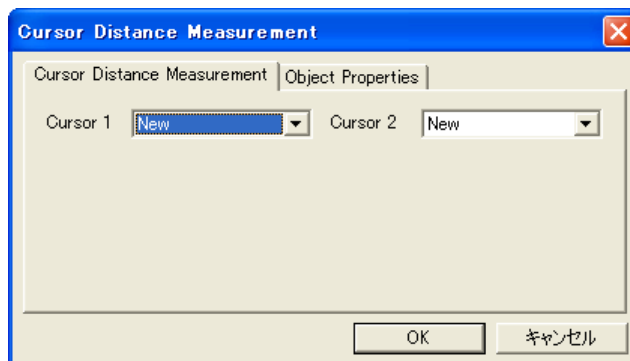 Cursor Distance Measurement
Cursor Distance Measurement Object Properties
Cursor 1 New Cursor 2 New
OK キャンセル